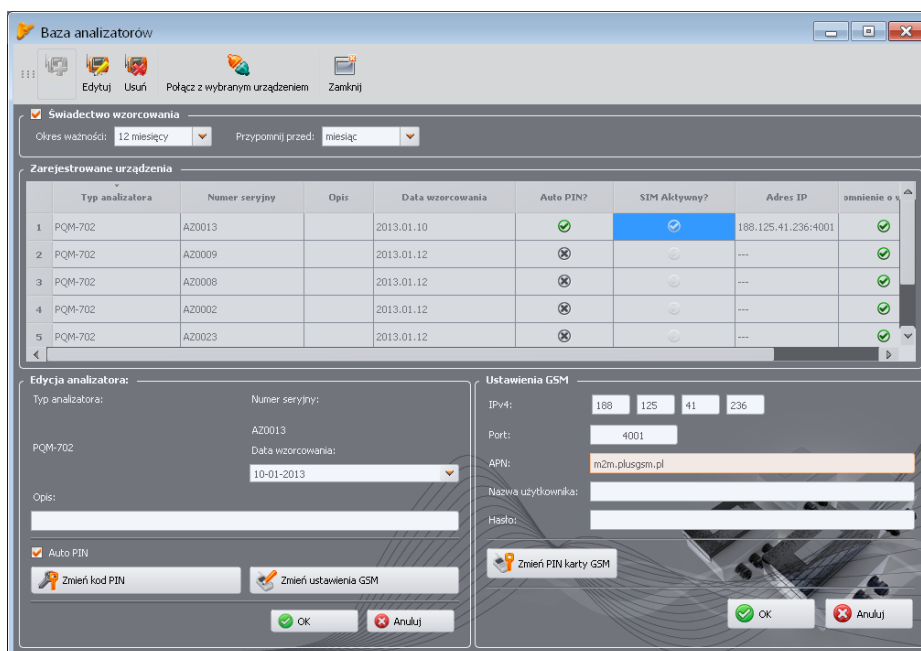 Baza analizatorów
Edytuj Usuń Połącz z wybranym urządzeniem Zamknij
Świadectwo wzorcowania
Okres ważności: 12 miesięcy Przypomnij przed: miesiąc
Zarejestrowane urządzenia
Typ analizatora Numer seryjny Opis Data wzorcowania Auto PIN? SIM Aktywny? Adres IP omnienie o
1 PQM-702 AZ0013 2013.01.10 188.125.41.236:4001
2 PQM-702 AZ0009 2013.01.12 ---
3 PQM-702 AZ0008 2013.01.12 ---
4 PQM-702 AZ0002 2013.01.12 ---
5 PQM-702 AZ0023 2013.01.12 ---
Edycja analizatora:
Typ analizatora: Numer seryjny:
AZ0013
PQM-702
Data wzorcowania:
10-01-2013
Opis:
Auto PIN
Zmień kod PIN Zmień ustawienia GSM
OK Anuluj
Ustawienia GSM
IPv4: 188 125 41 236
Port: 4001
APN: m2m.plusgsm.pl
Nazwa użytkownika:
Hasło:
Zmień PIN karty GSM
OK Anuluj